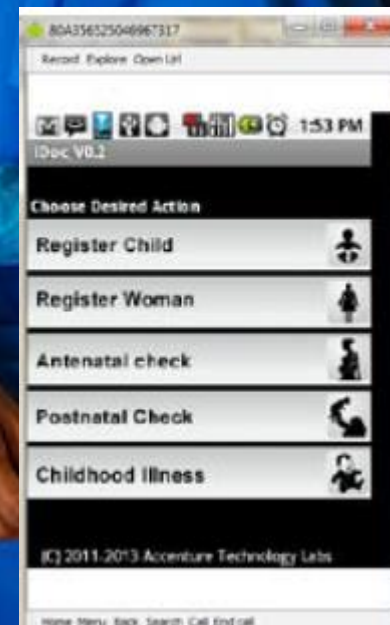 80A356525046967317
Record Explore Open Url
1:53 PM
iDoc V0.2
Choose Desired Action
Register Child
Register Woman
Antenatal check
Postnatal Check
Childhood Illness
(C) 2011-2013 Accenture Technology Labs
Home Menu Back Search Call End call